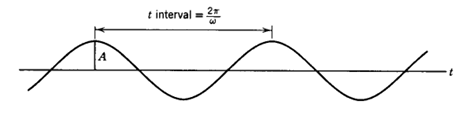 t interval = 2π/ω
A
t